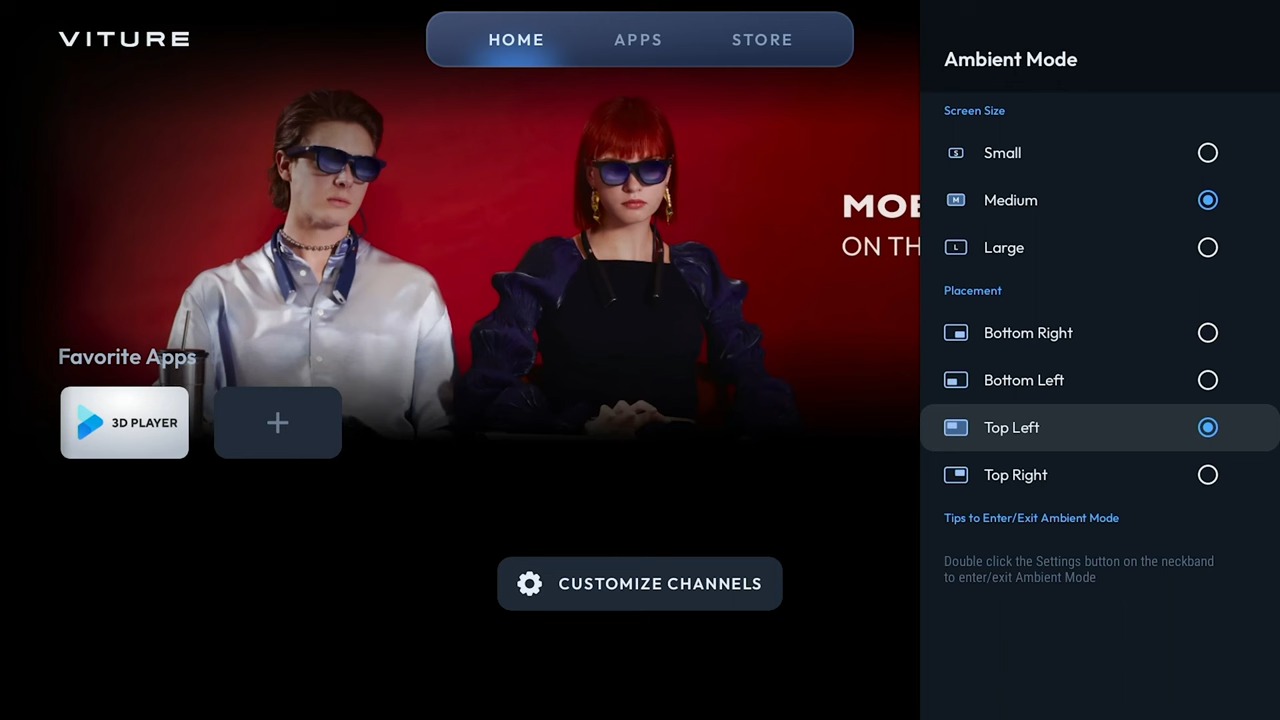 VITURE
HOME
APPS
STORE
MOB
ON TH
Favorite Apps
3D PLAYER
CUSTOMIZE CHANNELS
Ambient Mode
Screen Size
S
Small
M
Medium
L
Large
Placement
Bottom Right
Bottom Left
Top Left
Top Right
Tips to Enter/Exit Ambient Mode
Double click the Settings button on the neckband
to enter/exit Ambient Mode